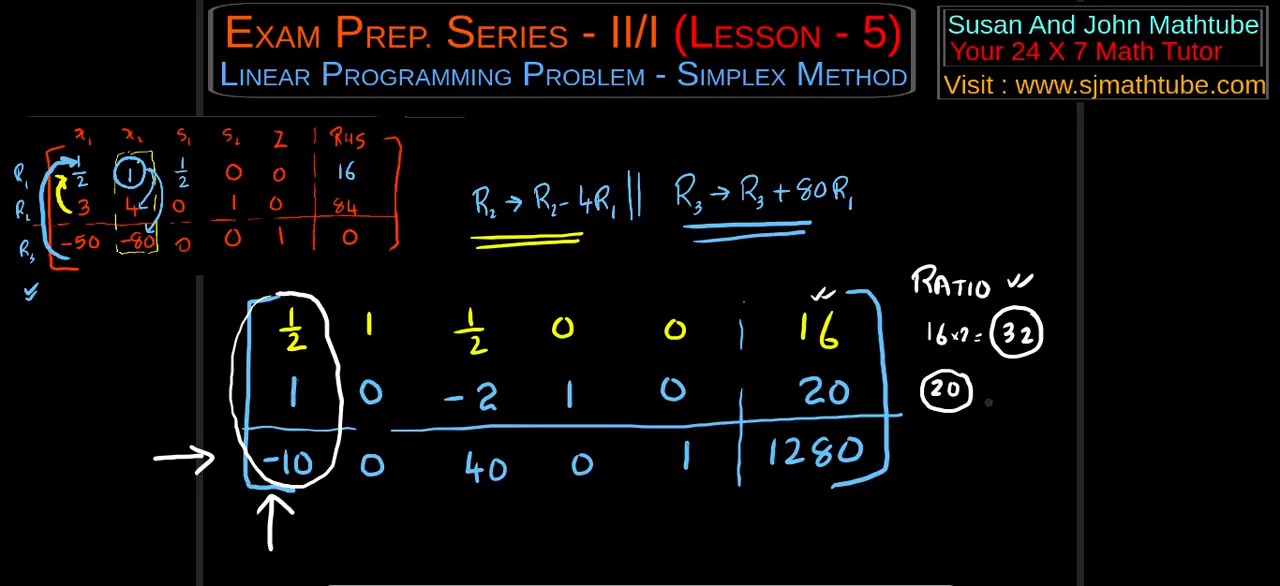 EXAM PREP. SERIES - II/I (LESSON - 5)
LINEAR PROGRAMMING PROBLEM - SIMPLEX METHOD
Susan And John Mathtube
Your 24 X 7 Math Tutor
Visit : www.sjmathtube.com
x₁ x₂ S₁ S₂ Z | RHS
R₁ 1/2 1 1/2 0 0 16
R₂ 3 4 0 1 0 84
R₃ -50 -80 0 0 1 0
R₂ → R₂ - 4R₁ || R₃ → R₃ + 80R₁
1/2 1 1/2 0 0 | 16
1 0 -2 1 0 | 20
-10 0 40 0 1 | 1280
RATIO
16×2 = 32
20